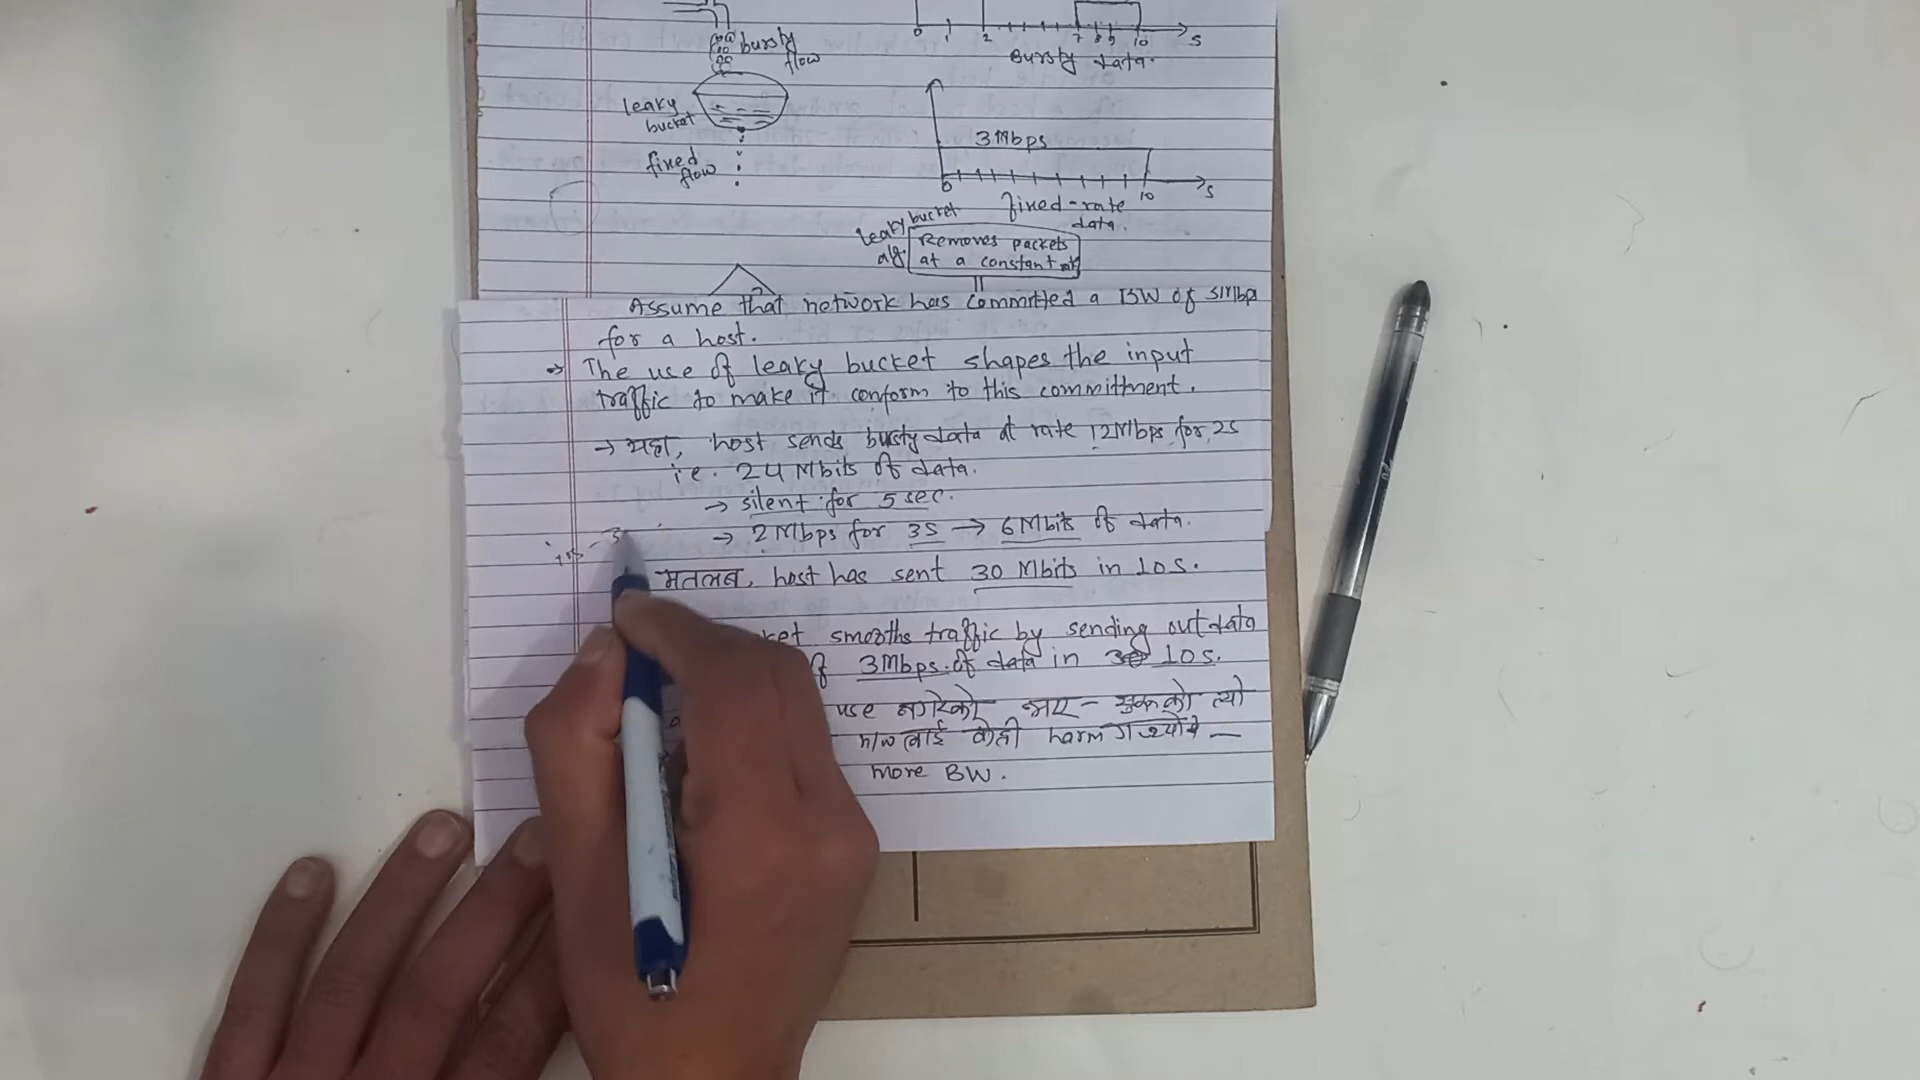 bursty
flow
0 1 2 7 8 9 10 s
Bursty data.
leaky
bucket
fixed
flow
3Mbps
0 10 s
fixed-rate
data.
leaky bucket
alg.
Removes packets
at a constant
Assume that network has committed a BW of 3Mbps
for a host.
→ The use of leaky bucket shapes the input
traffic to make it conform to this commitment.
→ यहा, host sends bursty data at rate 12Mbps for 2s
i.e. 24 Mbits of data.
→ silent for 5 sec.
→ 2 Mbps for 3s → 6Mbits of data.
मतलब, host has sent 30 Mbits in 10s.
smooths traffic by sending out data
3Mbps of data in 10s.
use नगरेको भए - सुरुको त्यो
n/w लाई केही harm
more BW.